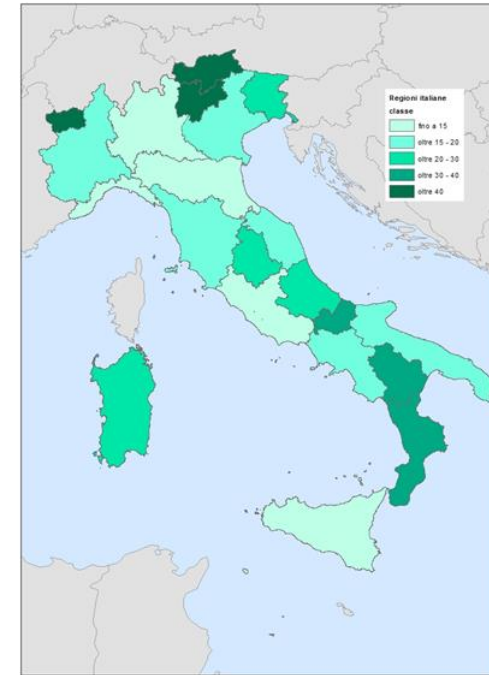 Regioni italiane
classe
fino a 15
oltre 15 - 20
oltre 20 - 30
oltre 30 - 40
oltre 40